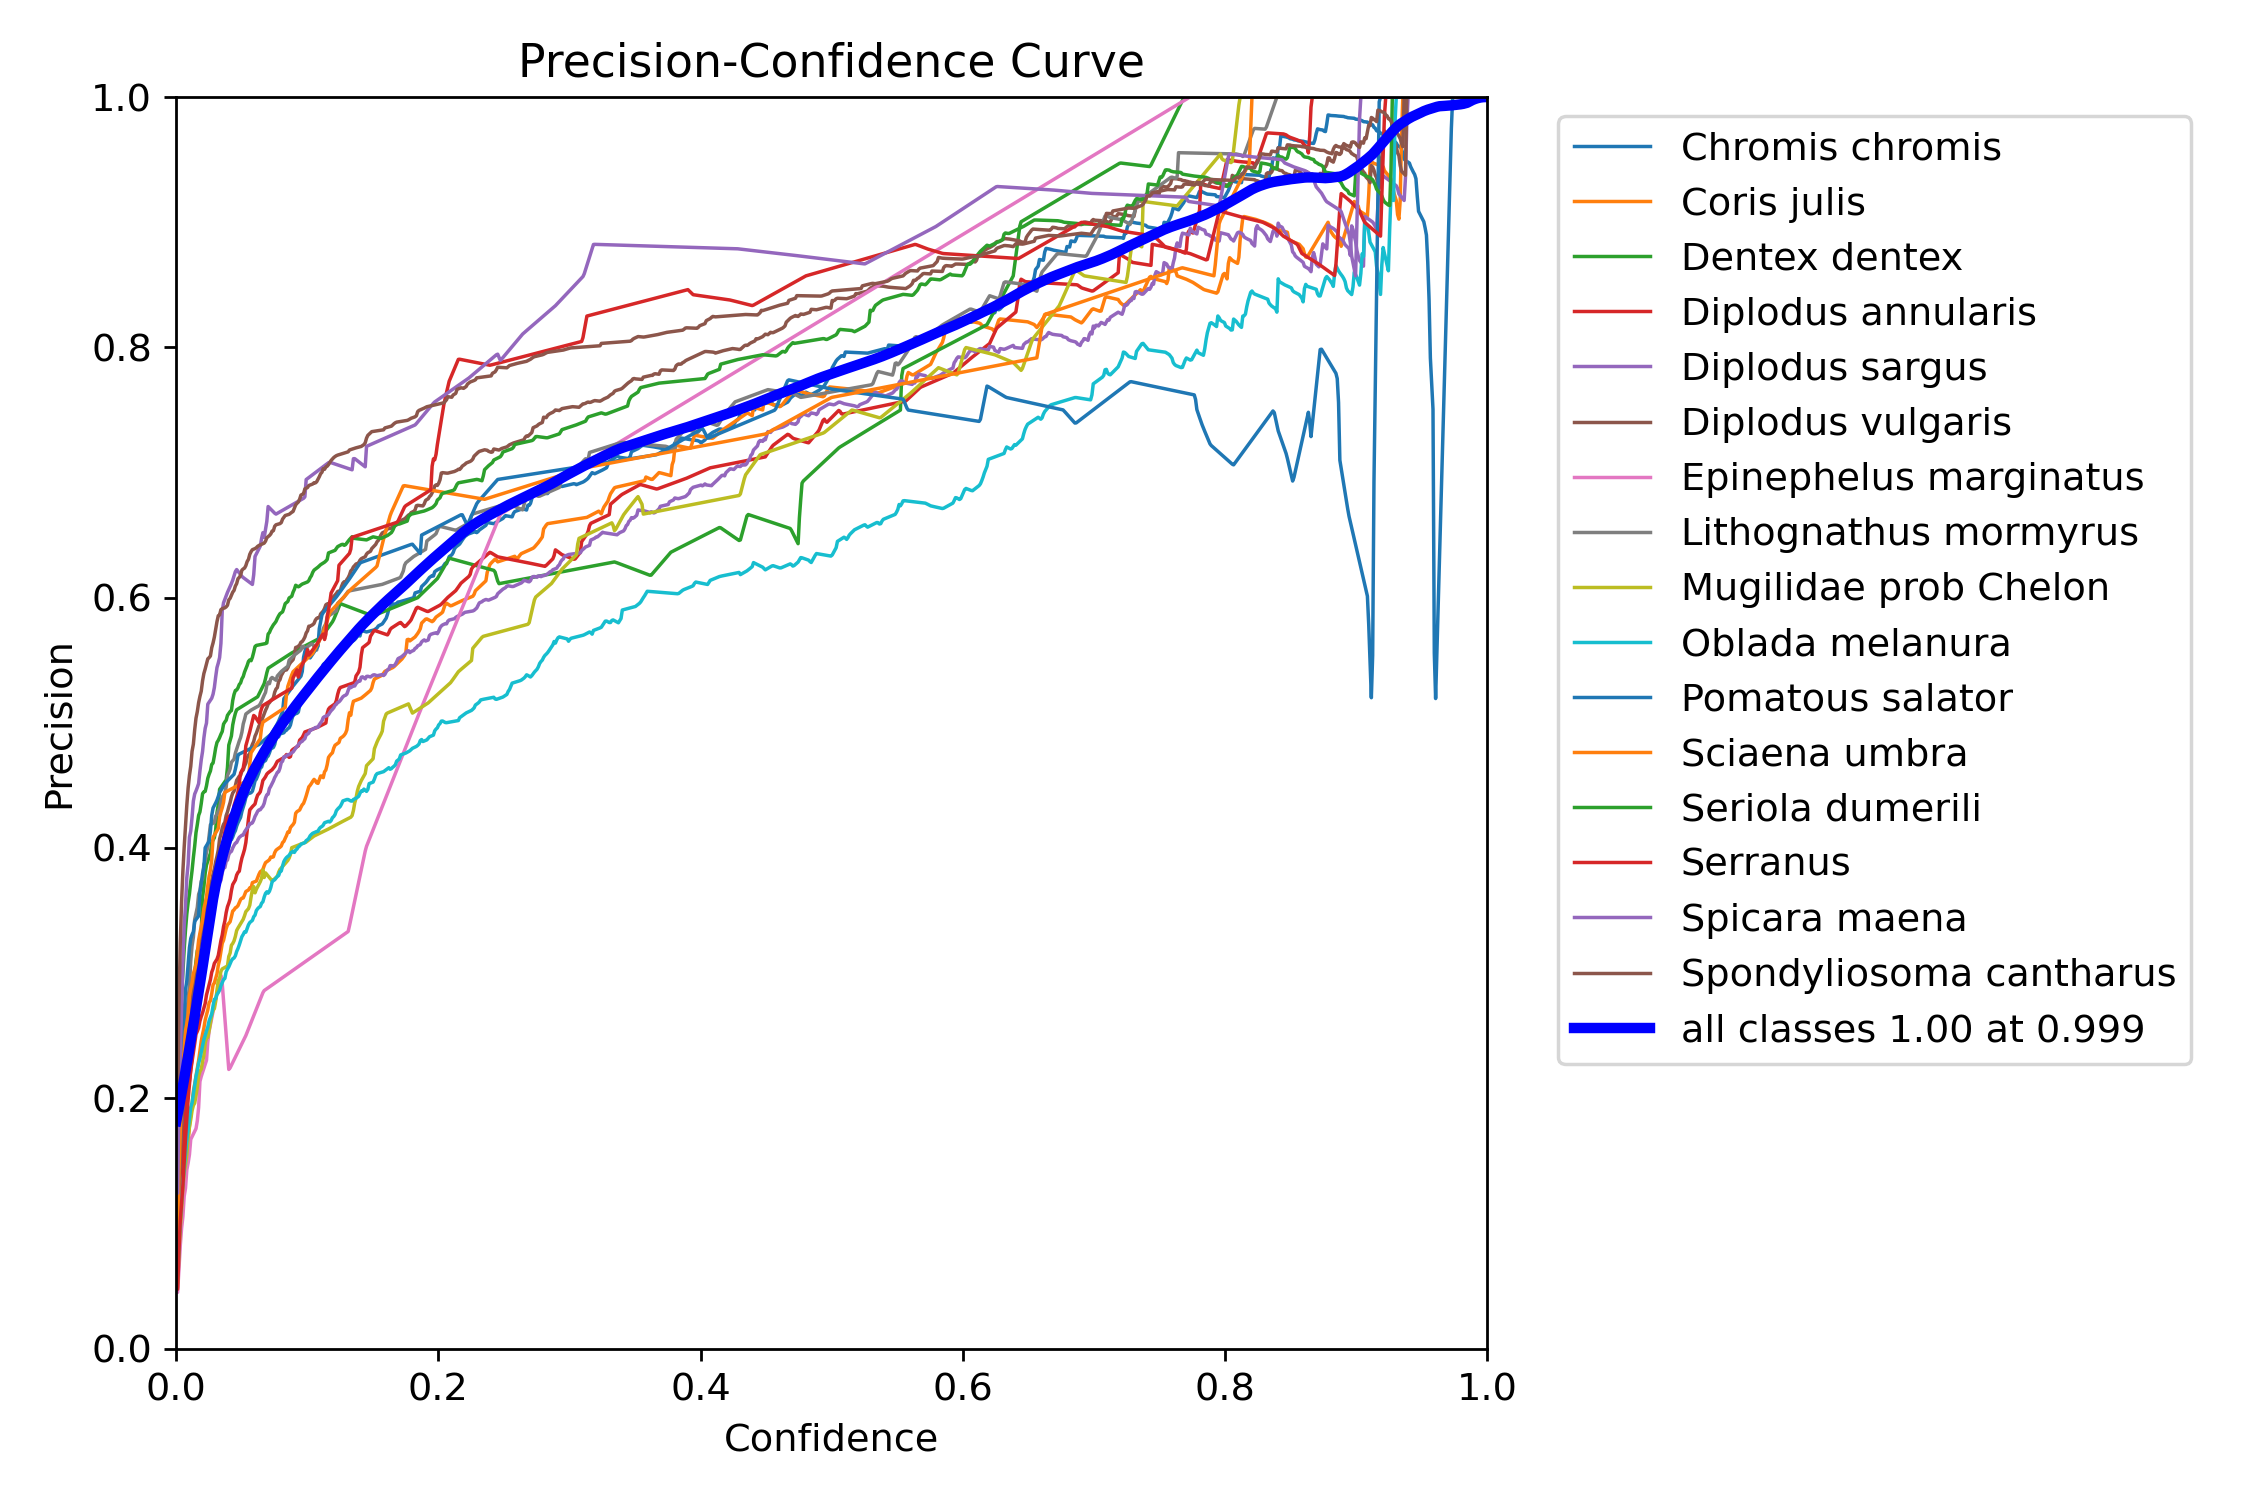 Precision-Confidence Curve
1.0
0.8
0.6
0.4
0.2
0.0
Precision
0.0 0.2 0.4 0.6 0.8 1.0
Confidence
Chromis chromis
Coris julis
Dentex dentex
Diplodus annularis
Diplodus sargus
Diplodus vulgaris
Epinephelus marginatus
Lithognathus mormyrus
Mugilidae prob Chelon
Oblada melanura
Pomatous salator
Sciaena umbra
Seriola dumerili
Serranus
Spicara maena
Spondyliosoma cantharus
all classes 1.00 at 0.999